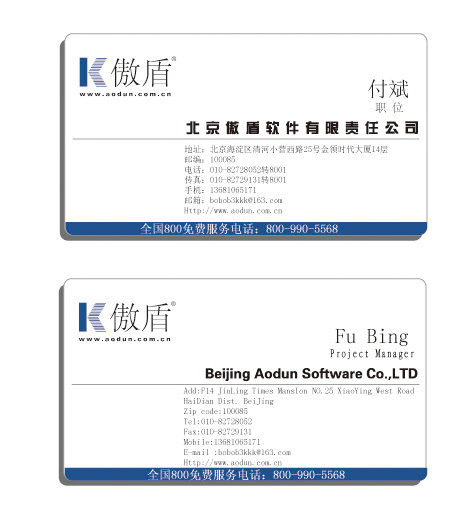 傲盾®
www.aodun.com.cn
付斌
职 位
北京傲盾软件有限责任公司
地址：北京海淀区清河小营西路25号金领时代大厦14层
邮编：100085
电话：010-82728052转8001
传真：010-82729131转8001
手机：13681065171
邮箱：bobob3kkk@163.com
Http://www.aodun.com.cn
全国800免费服务电话：800-990-5568
傲盾®
www.aodun.com.cn
Fu Bing
Project Manager
Beijing Aodun Software Co.,LTD
Add:F14 JinLing Times Mansion NO.25 XiaoYing West Road
HaiDian Dist. BeiJing
Zip code:100085
Tel:010-82728052
Fax:010-82729131
Mobile:13681065171
E-mail :bobob3kkk@163.com
Http://www.aodun.com.cn
全国800免费服务电话：800-990-5568